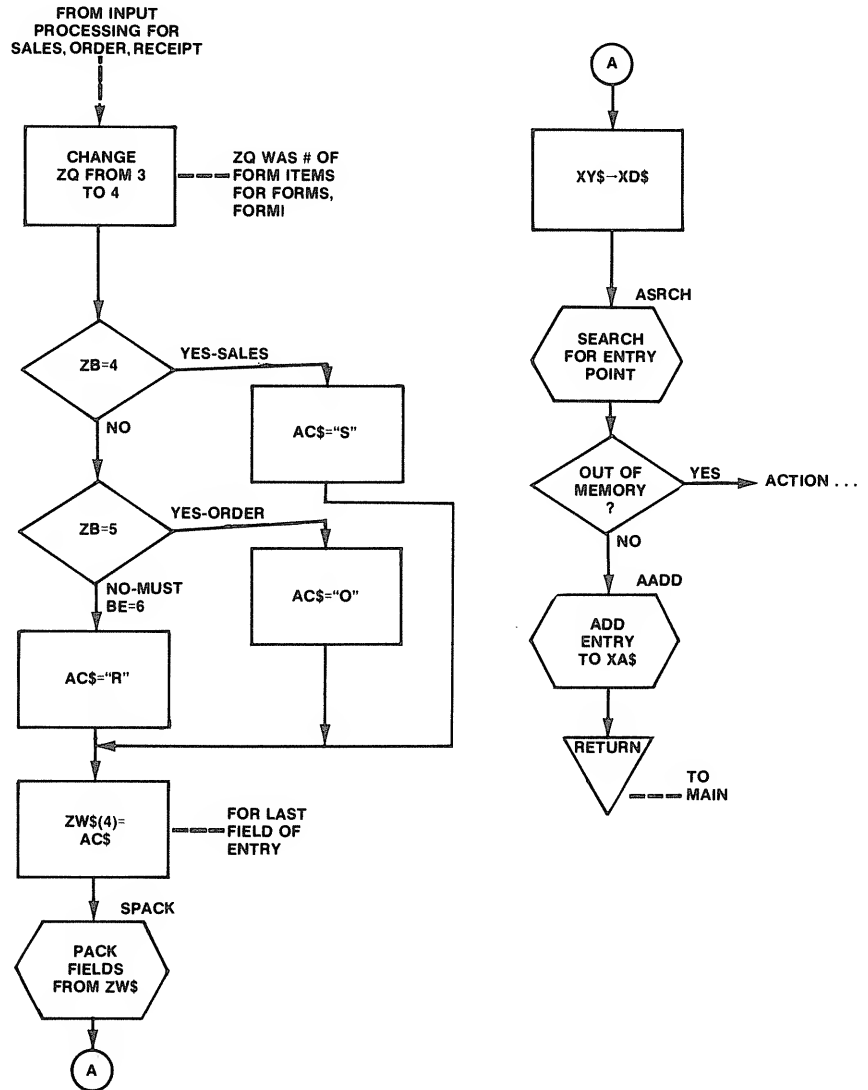 FROM INPUT
PROCESSING FOR
SALES, ORDER, RECEIPT
CHANGE
ZQ FROM 3
TO 4
ZQ WAS # OF
FORM ITEMS
FOR FORMS,
FORMI
ZB=4
YES-SALES
NO
AC$="S"
ZB=5
YES-ORDER
NO-MUST
BE=6
AC$="O"
AC$="R"
ZW$(4)=
AC$
FOR LAST
FIELD OF
ENTRY
SPACK
PACK
FIELDS
FROM ZW$
A
A
XY$→XD$
ASRCH
SEARCH
FOR ENTRY
POINT
OUT OF
MEMORY
?
YES
ACTION . . .
NO
AADD
ADD
ENTRY
TO XA$
RETURN
TO
MAIN